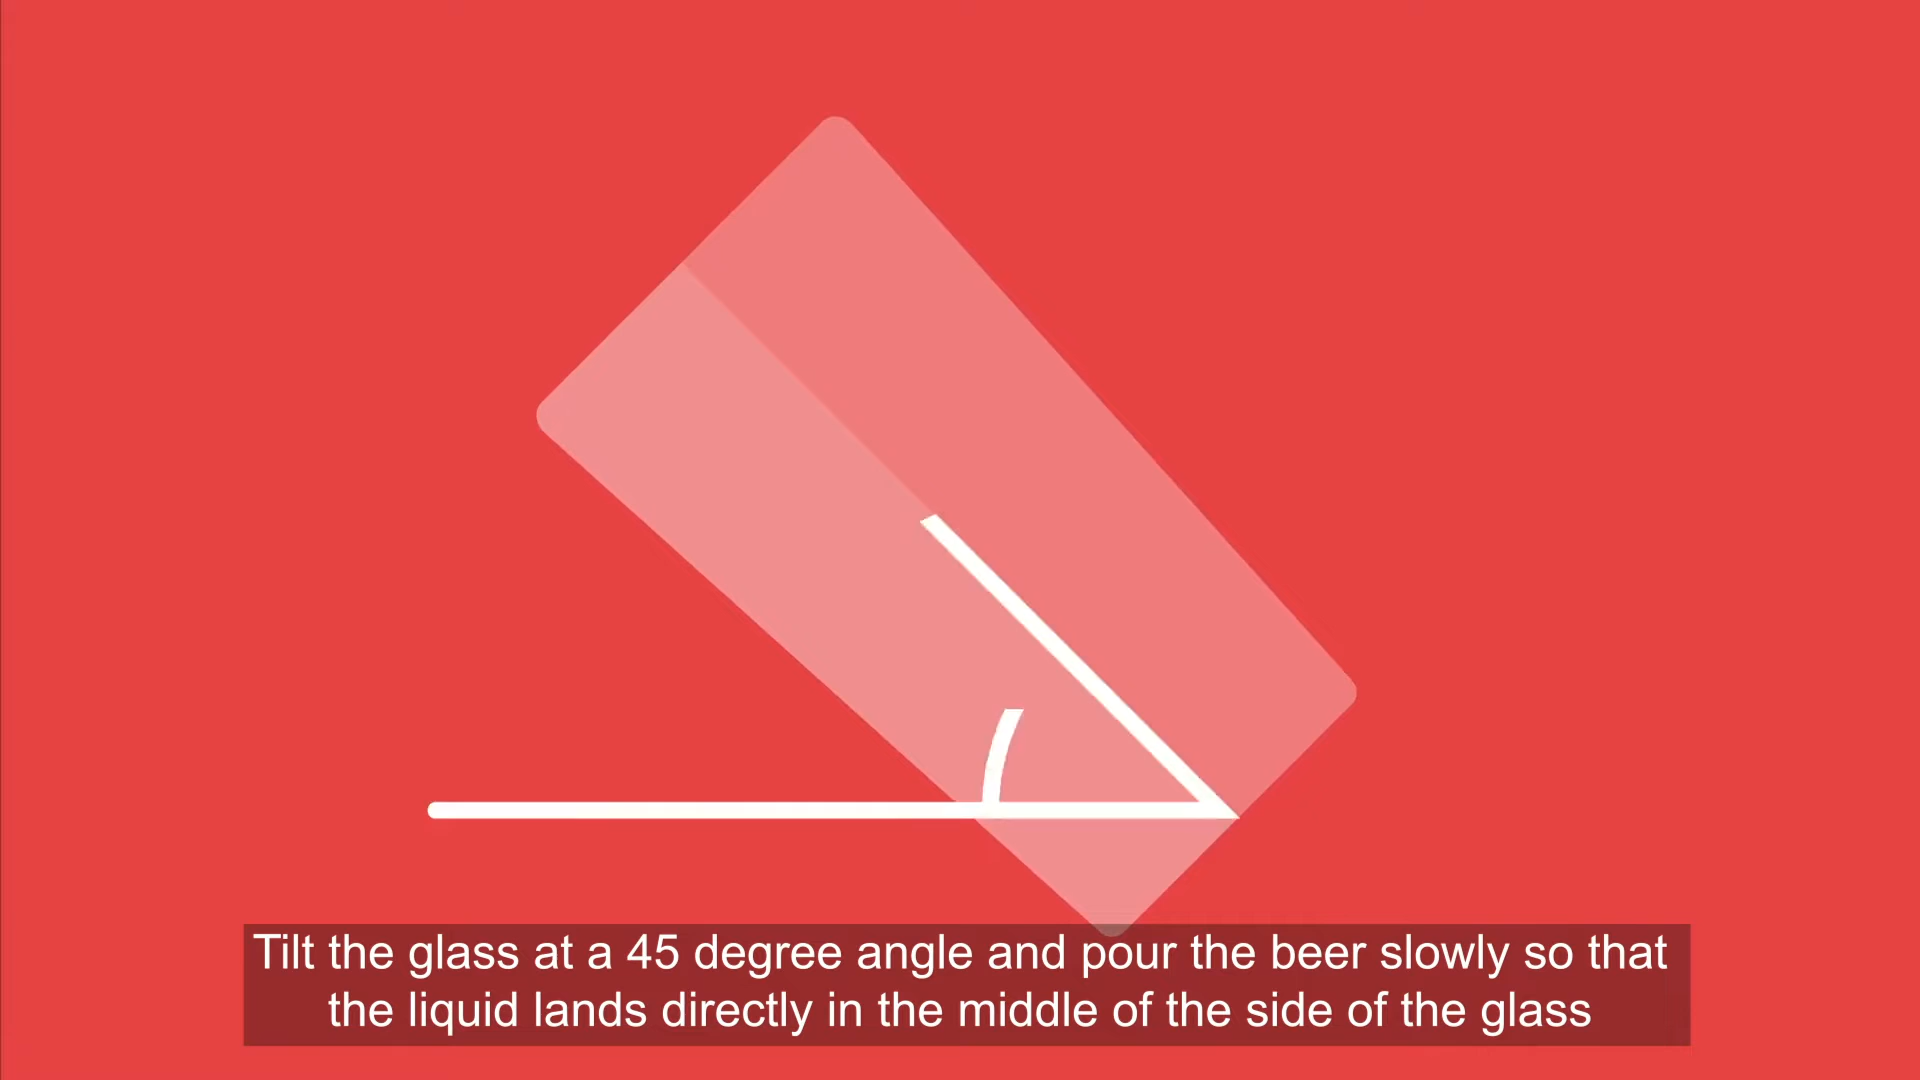 Tilt the glass at a 45 degree angle and pour the beer slowly so that
the liquid lands directly in the middle of the side of the glass